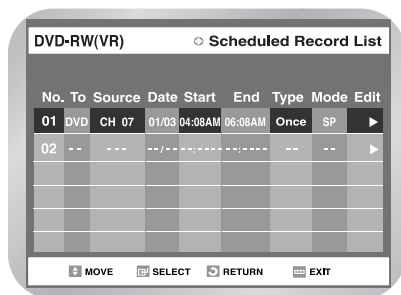 DVD-RW(VR) Scheduled Record List
No. To Source Date Start End Type Mode Edit
01 DVD CH 07 01/03 04:08AM 06:08AM Once SP ►
02 -- --- --/-- --:---- --:---- -- -- ►
MOVE SELECT RETURN EXIT